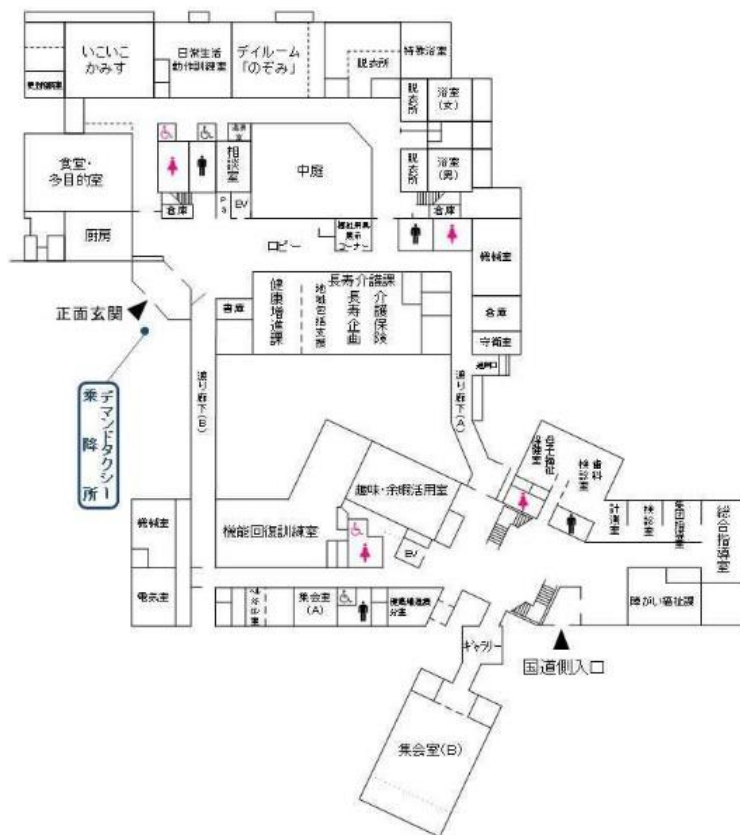 いこいこ
かみす
日常生活
動作訓練室
デイルーム
「のぞみ」
脱衣所
特殊浴室
脱衣所
浴室
(女)
食堂・
多目的室
相談室
中庭
脱衣所
浴室
(男)
倉庫
PS
EV
倉庫
厨房
ロビー
福祉用具
展示
コーナー
機械室
正面玄関
書庫
健康増進課
長寿介護課
地域包括支援
長寿企画
介護保険
倉庫
守衛室
デマンドタクシー
乗降所
渡り廊下(B)
渡り廊下(A)
母子福祉
歯科
検診室
趣味・余暇活用室
機械室
機能回復訓練室
EV
計測室
検診室
集団指導室
総合指導室
電気室
集会室
(A)
障がい福祉課
ギャラリー
国道側入口
集会室(B)